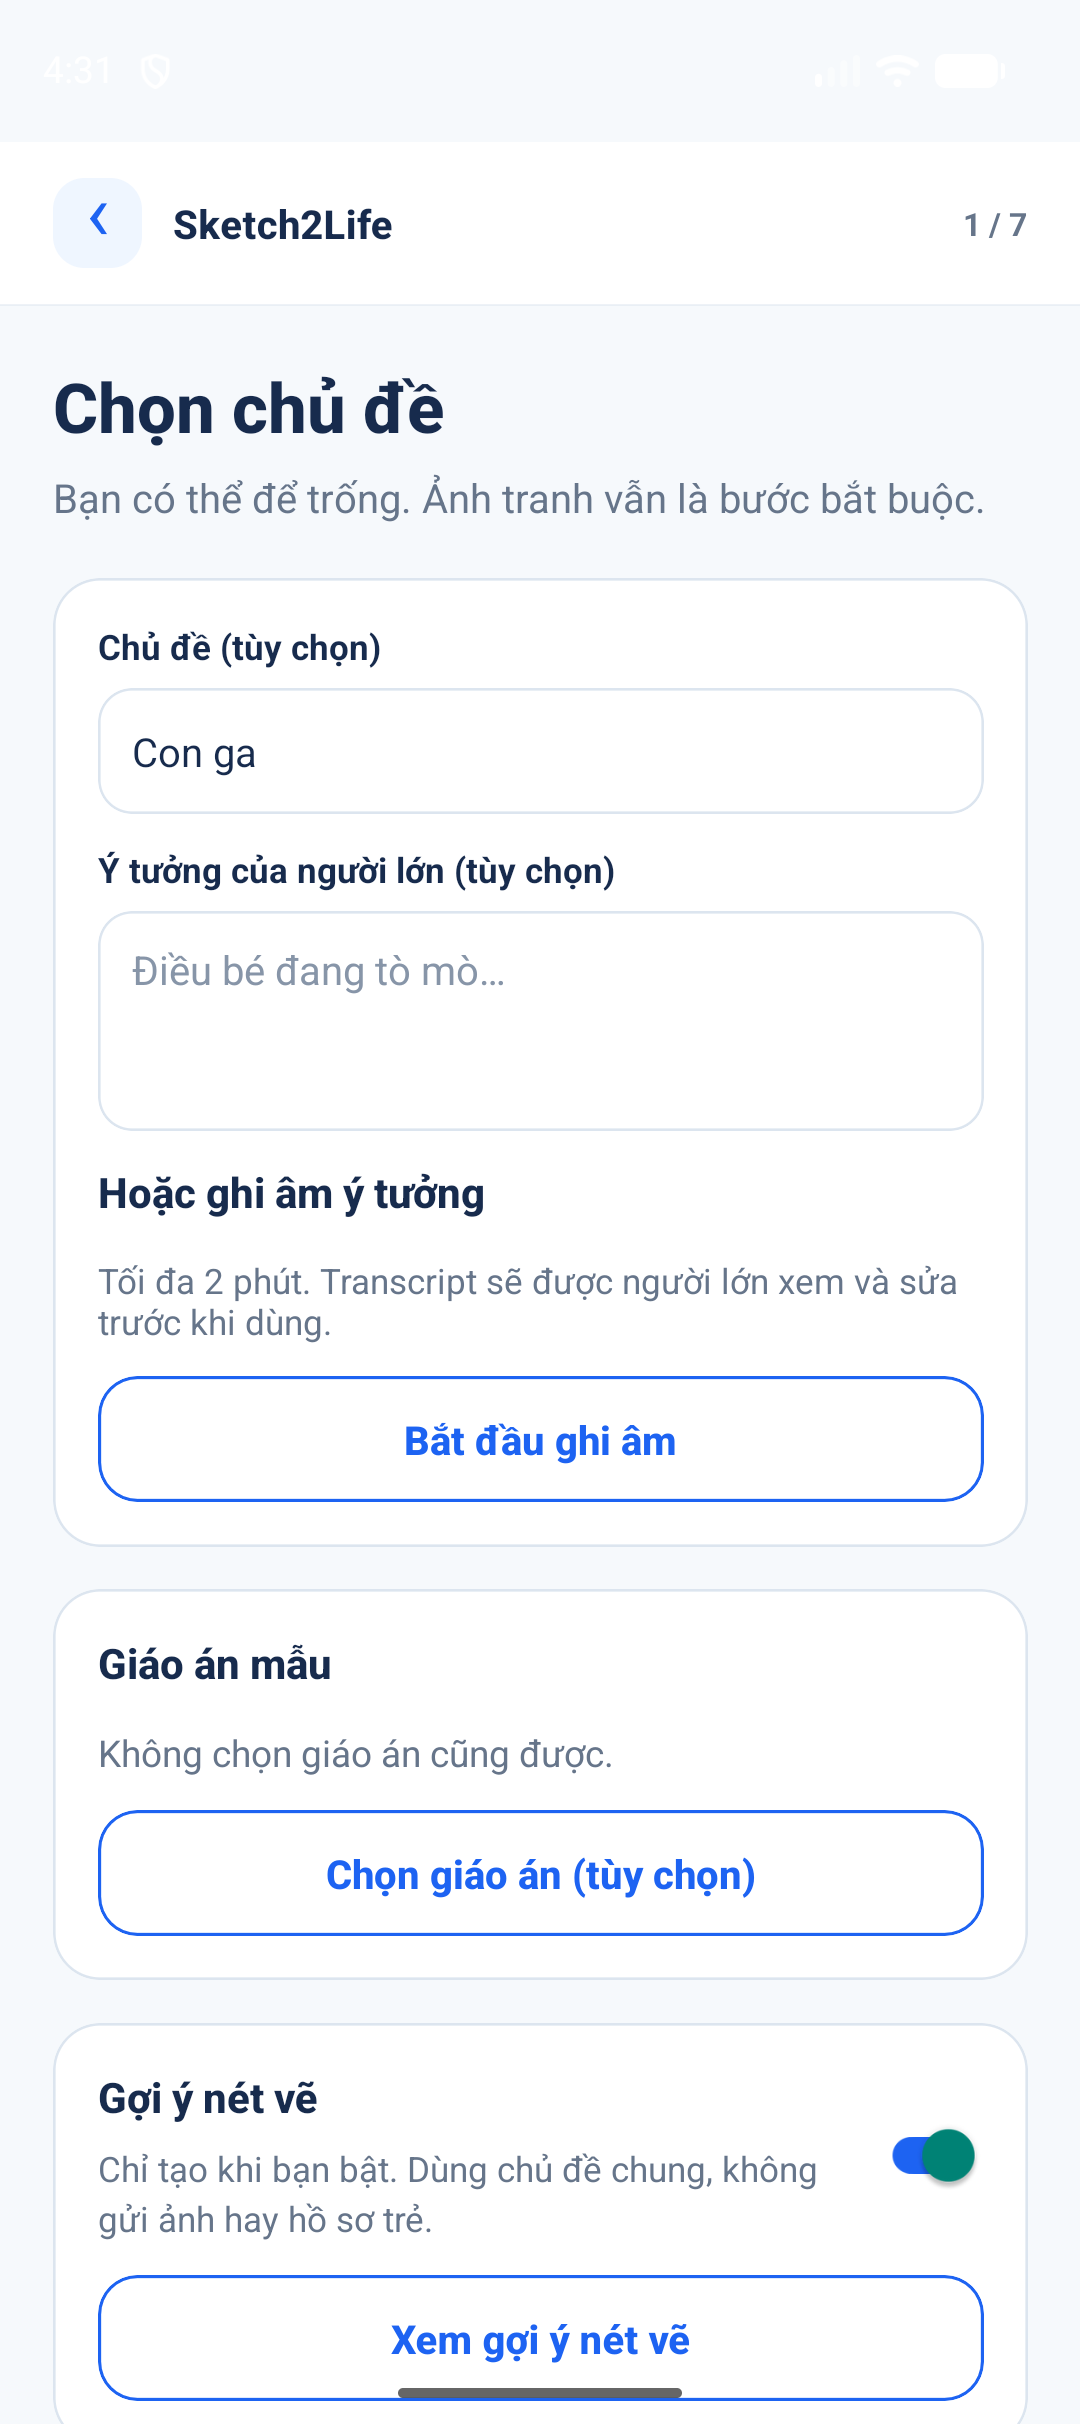 4:31
Sketch2Life
1 / 7
Chọn chủ đề
Bạn có thể để trống. Ảnh tranh vẫn là bước bắt buộc.
Chủ đề (tùy chọn)
Con ga
Ý tưởng của người lớn (tùy chọn)
Điều bé đang tò mò...
Hoặc ghi âm ý tưởng
Tối đa 2 phút. Transcript sẽ được người lớn xem và sửa
trước khi dùng.
Bắt đầu ghi âm
Giáo án mẫu
Không chọn giáo án cũng được.
Chọn giáo án (tùy chọn)
Gợi ý nét vẽ
Chỉ tạo khi bạn bật. Dùng chủ đề chung, không
gửi ảnh hay hồ sơ trẻ.
Xem gợi ý nét vẽ